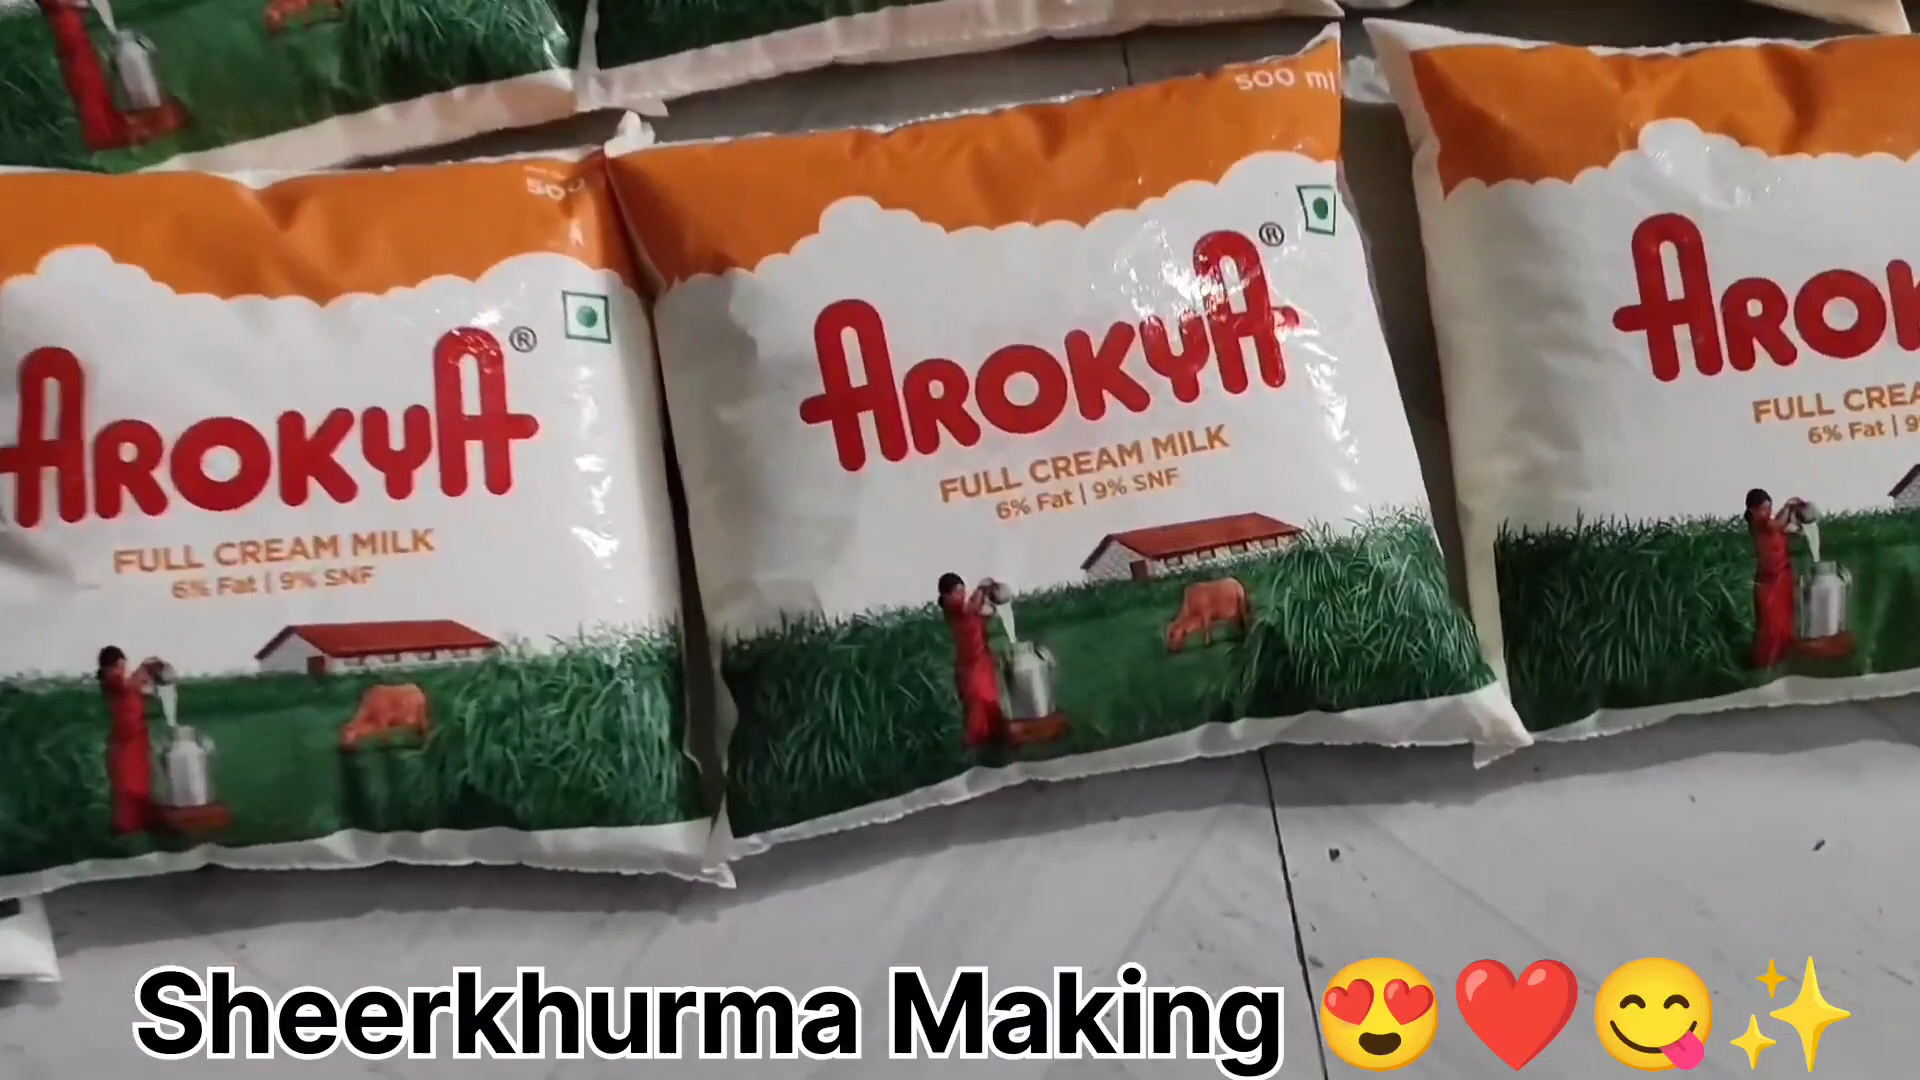 500 ml
AROKYA®
FULL CREAM MILK
6% Fat | 9% SNF
500
AROKYA®
FULL CREAM MILK
6% Fat | 9% SNF
AROK
FULL CREA
6% Fat | 9
Sheerkhurma Making 😍❤️😋✨